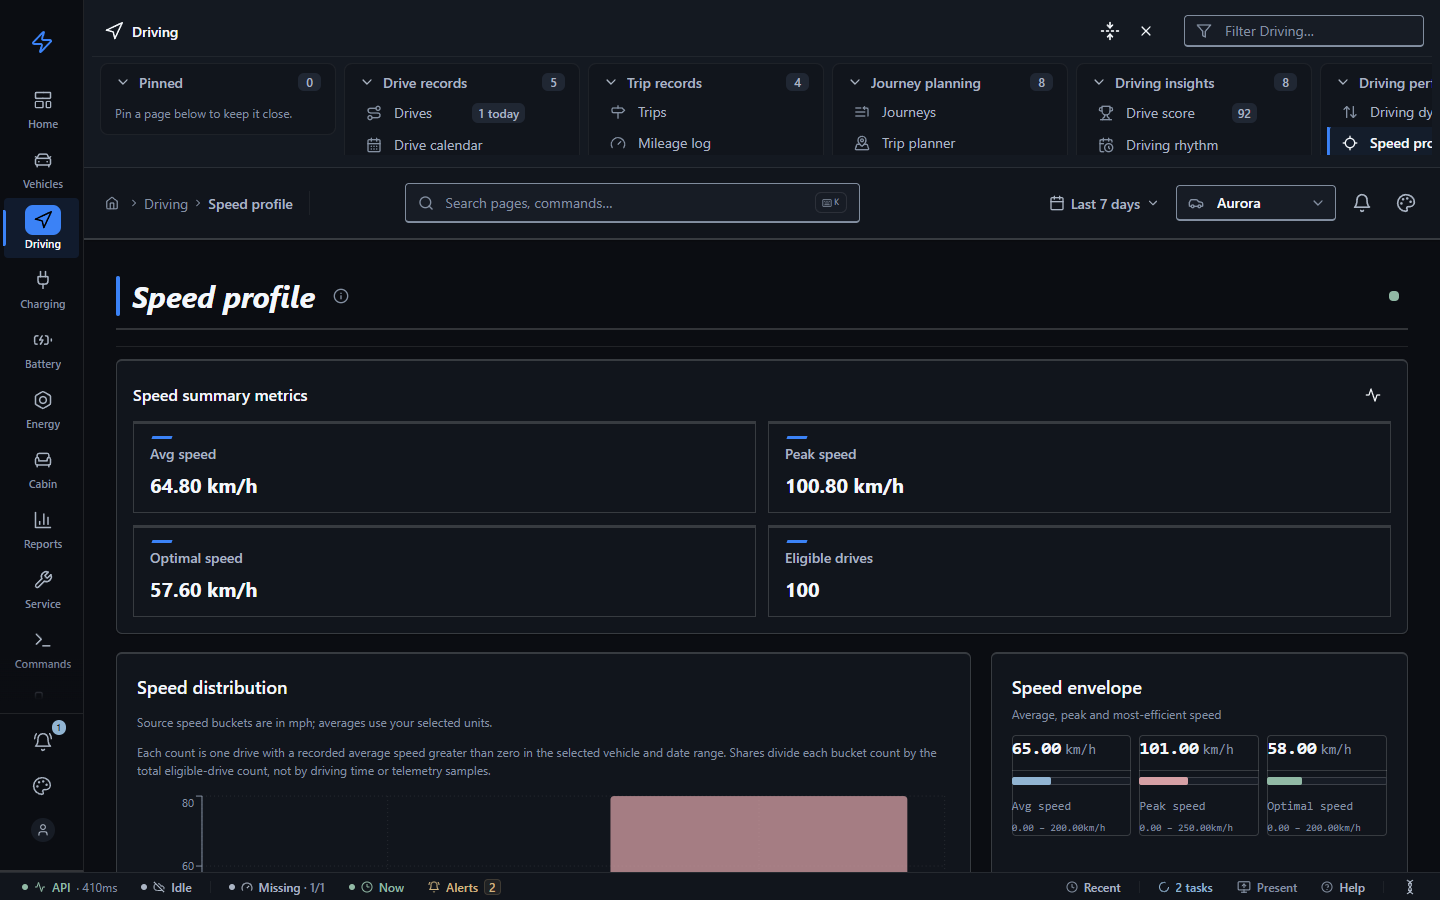 Driving
Filter Driving...
Pinned 0
Pin a page below to keep it close.
Drive records 5
Drives 1 today
Drive calendar
Trip records 4
Trips
Mileage log
Journey planning 8
Journeys
Trip planner
Driving insights 8
Drive score 92
Driving rhythm
Driving per
Driving dy
Speed pro
Home
Vehicles
Driving
Charging
Battery
Energy
Cabin
Reports
Service
Commands
1
Driving
Speed profile
Search pages, commands...
K
Last 7 days
Aurora
Speed profile
Speed summary metrics
Avg speed
64.80 km/h
Peak speed
100.80 km/h
Optimal speed
57.60 km/h
Eligible drives
100
Speed distribution
Source speed buckets are in mph; averages use your selected units.
Each count is one drive with a recorded average speed greater than zero in the selected vehicle and date range. Shares divide each bucket count by the
total eligible-drive count, not by driving time or telemetry samples.
80
60
Speed envelope
Average, peak and most-efficient speed
65.00 km/h
Avg speed
0.00 – 200.00km/h
101.00 km/h
Peak speed
0.00 – 250.00km/h
58.00 km/h
Optimal speed
0.00 – 200.00km/h
API · 410ms
Idle
Missing · 1/1
Now
Alerts 2
Recent
2 tasks
Present
Help